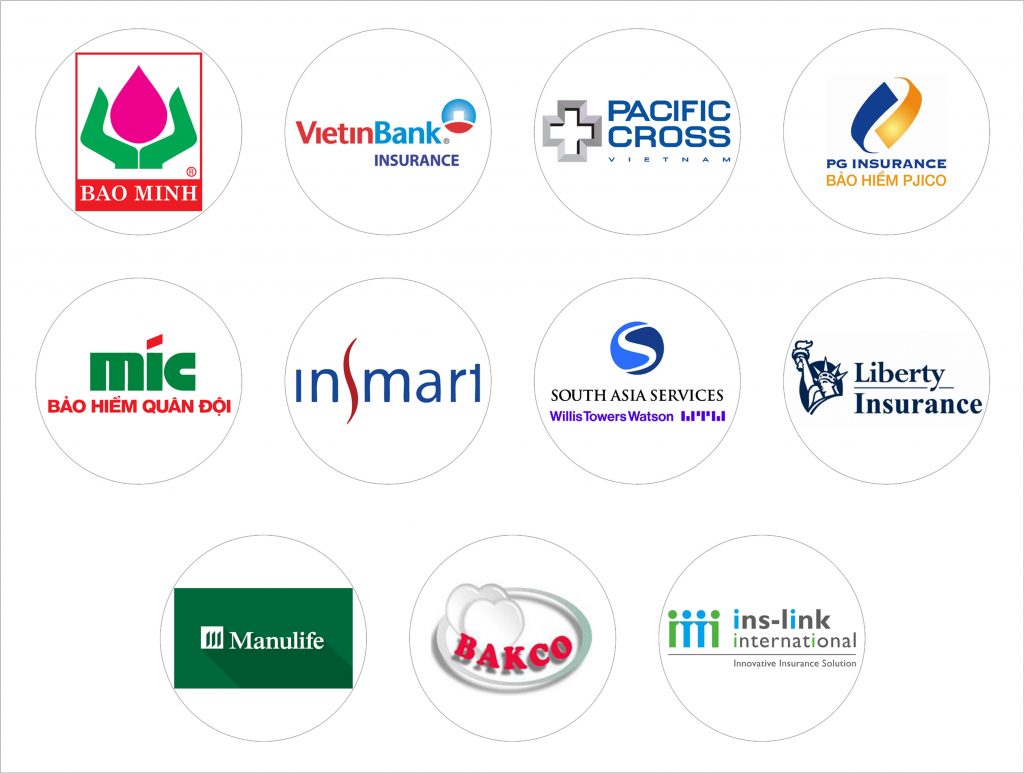 BAO MINH
®
VietinBank®
INSURANCE
PACIFIC
CROSS
VIETNAM
PG INSURANCE
BẢO HIỂM PJICO
mic
BẢO HIỂM QUÂN ĐỘI
insmart
SOUTH ASIA SERVICES
WillisTowersWatson
Liberty
Insurance
Manulife
BAKCO
ins-link
international
Innovative Insurance Solution